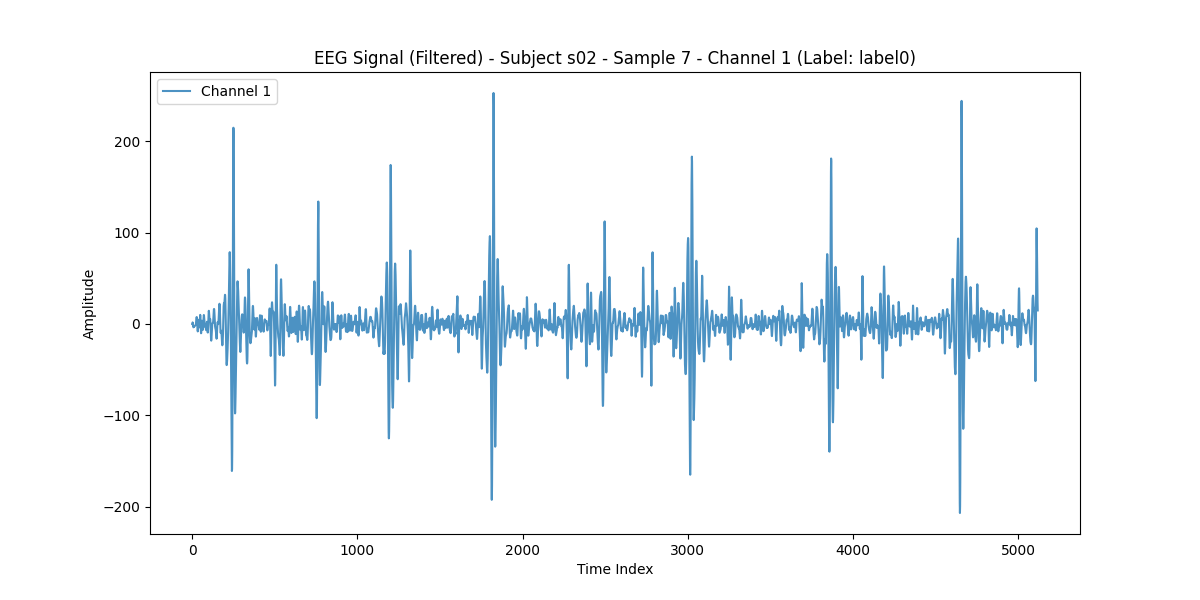 EEG Signal (Filtered) - Subject s02 - Sample 7 - Channel 1 (Label: label0)
Channel 1
200
100
0
−100
−200
Amplitude
0 1000 2000 3000 4000 5000
Time Index